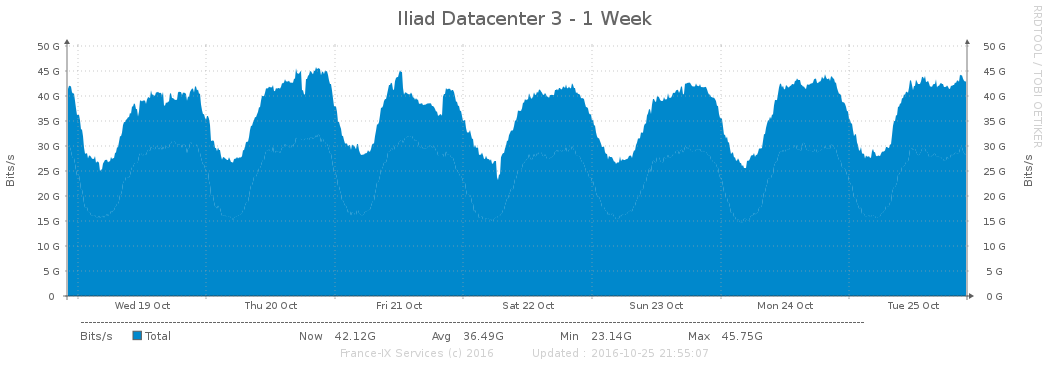 Iliad Datacenter 3 - 1 Week
RRDTOOL / TOBI OETIKER
50 G 50 G
45 G 45 G
40 G 40 G
35 G 35 G
30 G 30 G
25 G 25 G
20 G 20 G
15 G 15 G
10 G 10 G
5 G 5 G
0 0 G
Bits/s
Bits/s
Wed 19 Oct Thu 20 Oct Fri 21 Oct Sat 22 Oct Sun 23 Oct Mon 24 Oct Tue 25 Oct
Bits/s Total Now 42.12G Avg 36.49G Min 23.14G Max 45.75G
France-IX Services (c) 2016 Updated : 2016-10-25 21:55:07